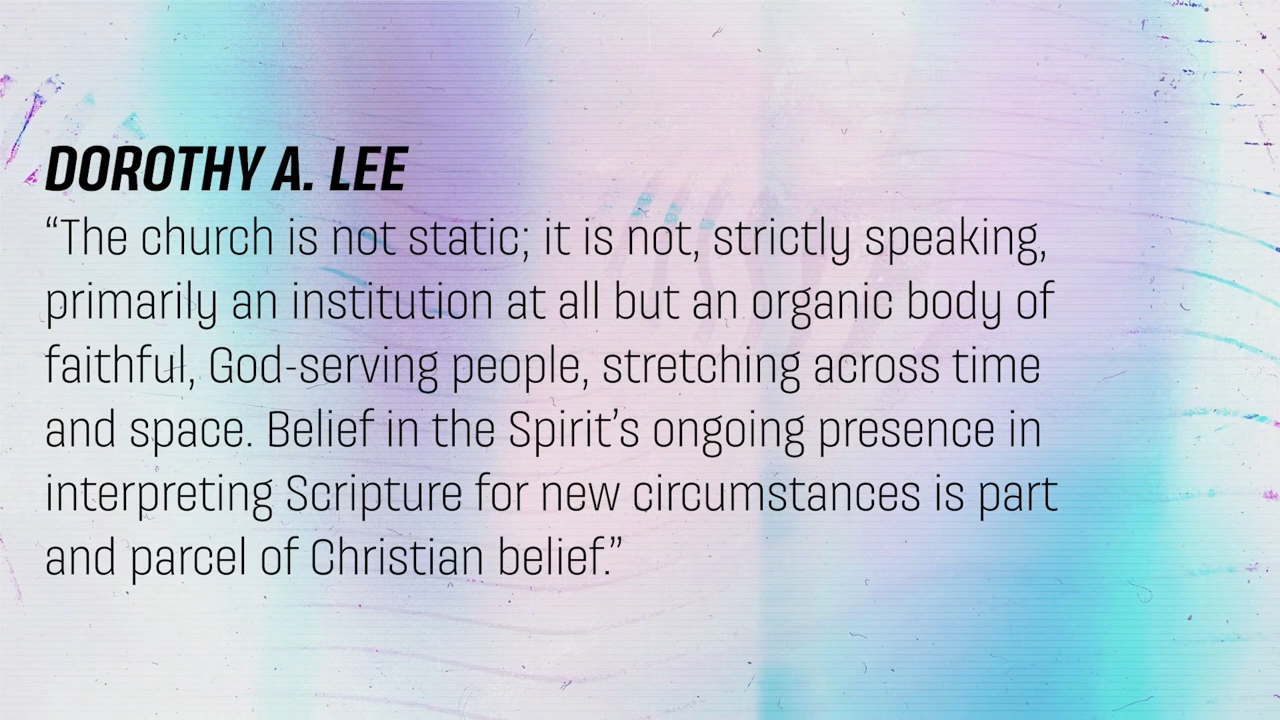 DOROTHY A. LEE
“The church is not static; it is not, strictly speaking,
primarily an institution at all but an organic body of
faithful, God-serving people, stretching across time
and space. Belief in the Spirit’s ongoing presence in
interpreting Scripture for new circumstances is part
and parcel of Christian belief.”